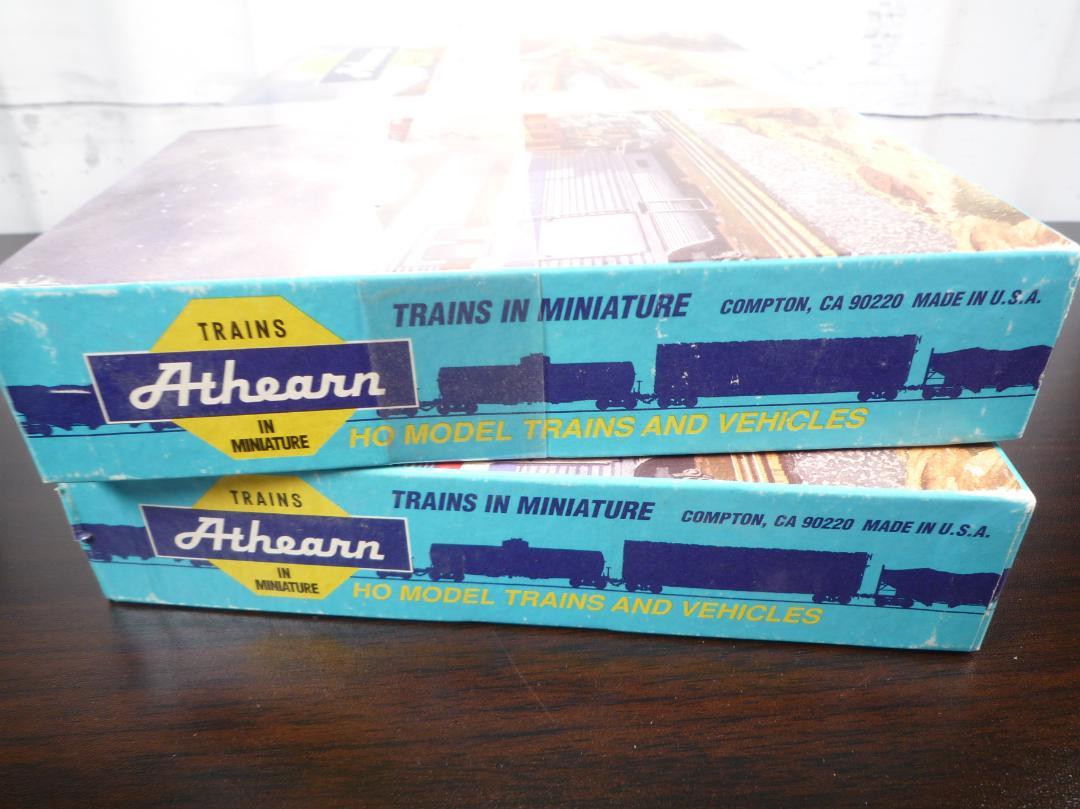 TRAINS
Athearn
IN
MINIATURE
TRAINS IN MINIATURE
COMPTON, CA 90220 MADE IN U.S.A.
HO MODEL TRAINS AND VEHICLES
TRAINS
Athearn
IN
MINIATURE
TRAINS IN MINIATURE
COMPTON, CA 90220 MADE IN U.S.A.
HO MODEL TRAINS AND VEHICLES